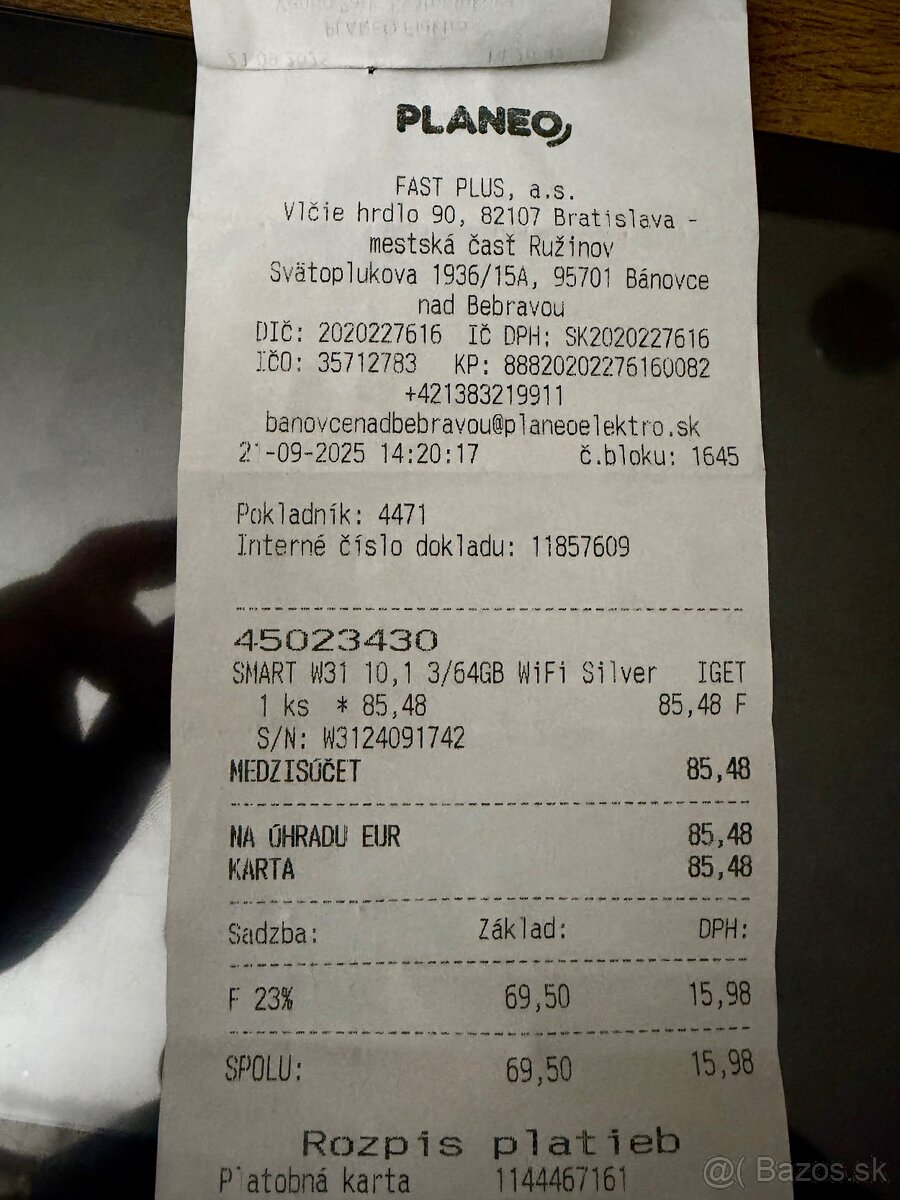 PLANEO
FAST PLUS, a.s.
Vlčie hrdlo 90, 82107 Bratislava -
mestská časť Ružinov
Svätoplukova 1936/15A, 95701 Bánovce
nad Bebravou
DIČ: 2020227616 IČ DPH: SK2020227616
IČO: 35712783 KP: 88820202276160082
+421383219911
banovcenadbebravou@planeoelektro.sk
21-09-2025 14:20:17 č.bloku: 1645
Pokladník: 4471
Interné číslo dokladu: 11857609
45023430
SMART W31 10,1 3/64GB WiFi Silver IGET
1 ks * 85,48 85,48 F
S/N: W3124091742
MEDZISÚČET 85,48
NA ÚHRADU EUR 85,48
KARTA 85,48
Sadzba: Základ: DPH:
F 23% 69,50 15,98
SPOLU: 69,50 15,98
Rozpis platieb
Platobná karta 1144467161
@( Bazos.sk